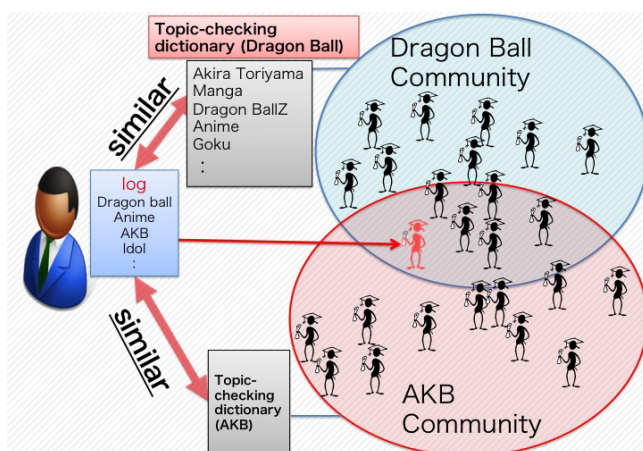 Topic-checking
dictionary (Dragon Ball)
Akira Toriyama
Manga
Dragon BallZ
Anime
Goku
:
similar
log
Dragon ball
Anime
AKB
Idol
:
similar
Topic-
checking
dictionary
(AKB)
Dragon Ball
Community
AKB
Community